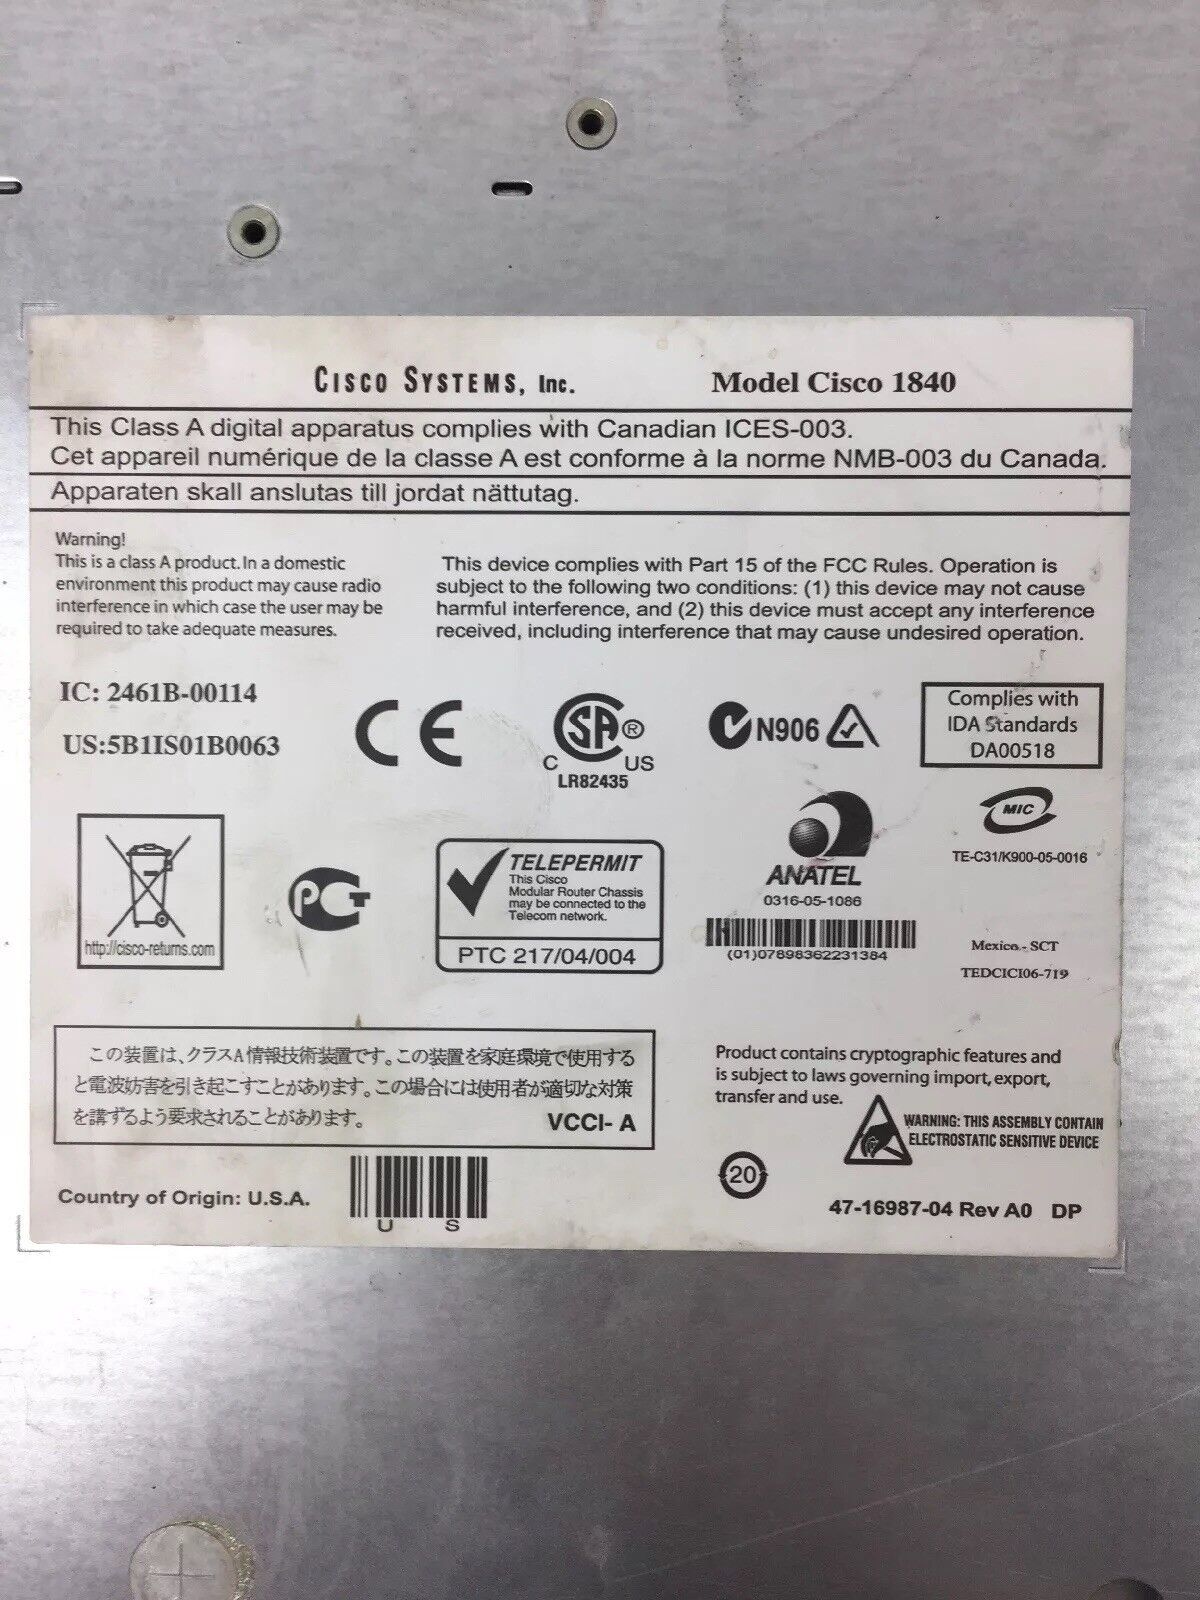 CISCO SYSTEMS, Inc.
Model Cisco 1840
This Class A digital apparatus complies with Canadian ICES-003.
Cet appareil numérique de la classe A est conforme à la norme NMB-003 du Canada.
Apparaten skall anslutas till jordat nättutag.
Warning!
This is a class A product. In a domestic
environment this product may cause radio
interference in which case the user may be
required to take adequate measures.
This device complies with Part 15 of the FCC Rules. Operation is
subject to the following two conditions: (1) this device may not cause
harmful interference, and (2) this device must accept any interference
received, including interference that may cause undesired operation.
IC: 2461B-00114
US:5B1IS01B0063
CE
SA®
C US
LR82435
N906
Complies with
IDA Standards
DA00518
http://cisco-returns.com
PCT
TELEPERMIT
This Cisco
Modular Router Chassis
may be connected to the
Telecom network.
PTC 217/04/004
ANATEL
0316-05-1086
(01)07898362231384
MIC
TE-C31/K900-05-0016
Mexico - SCT
TEDCICI06-719
この装置は、クラスA情報技術装置です。この装置を家庭環境で使用する
と電波妨害を引き起こすことがあります。この場合には使用者が適切な対策
を講ずるよう要求されることがあります。
VCCI- A
Product contains cryptographic features and
is subject to laws governing import, export,
transfer and use.
WARNING: THIS ASSEMBLY CONTAIN
ELECTROSTATIC SENSITIVE DEVICE
20
Country of Origin: U.S.A.
U S
47-16987-04 Rev A0 DP